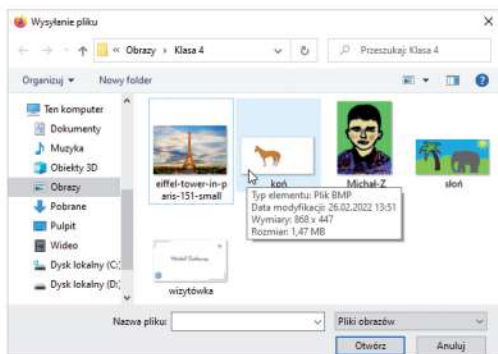 Wysyłanie pliku
« Obrazy › Klasa 4
Przeszukaj: Klasa 4
Organizuj
Nowy folder
Ten komputer
Dokumenty
Muzyka
Obiekty 3D
Obrazy
Pobrane
Pulpit
Wideo
Dysk lokalny (C:)
Dysk lokalny (D:)
eiffel-tower-in-p
aris-151-small
koń
Michał-Z
słoń
Typ elementu: Plik BMP
Data modyfikacji: 26.02.2022 13:51
Wymiary: 868 x 447
Rozmiar: 1,47 MB
wizytówka
Nazwa pliku:
Pliki obrazów
Otwórz
Anuluj